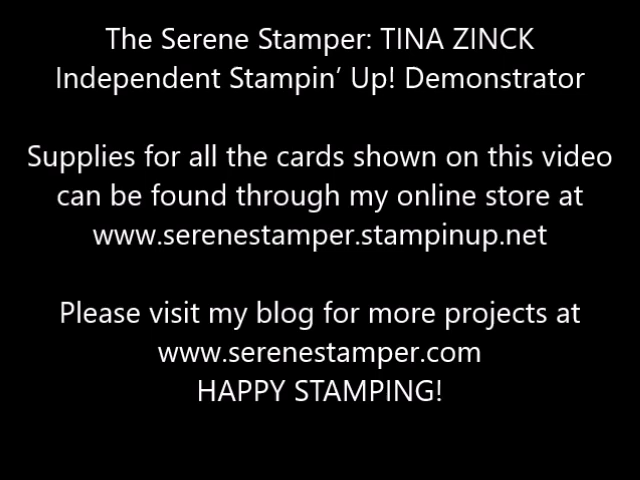 The Serene Stamper: TINA ZINCK
Independent Stampin’ Up! Demonstrator
Supplies for all the cards shown on this video
can be found through my online store at
www.serenestamper.stampinup.net
Please visit my blog for more projects at
www.serenestamper.com
HAPPY STAMPING!